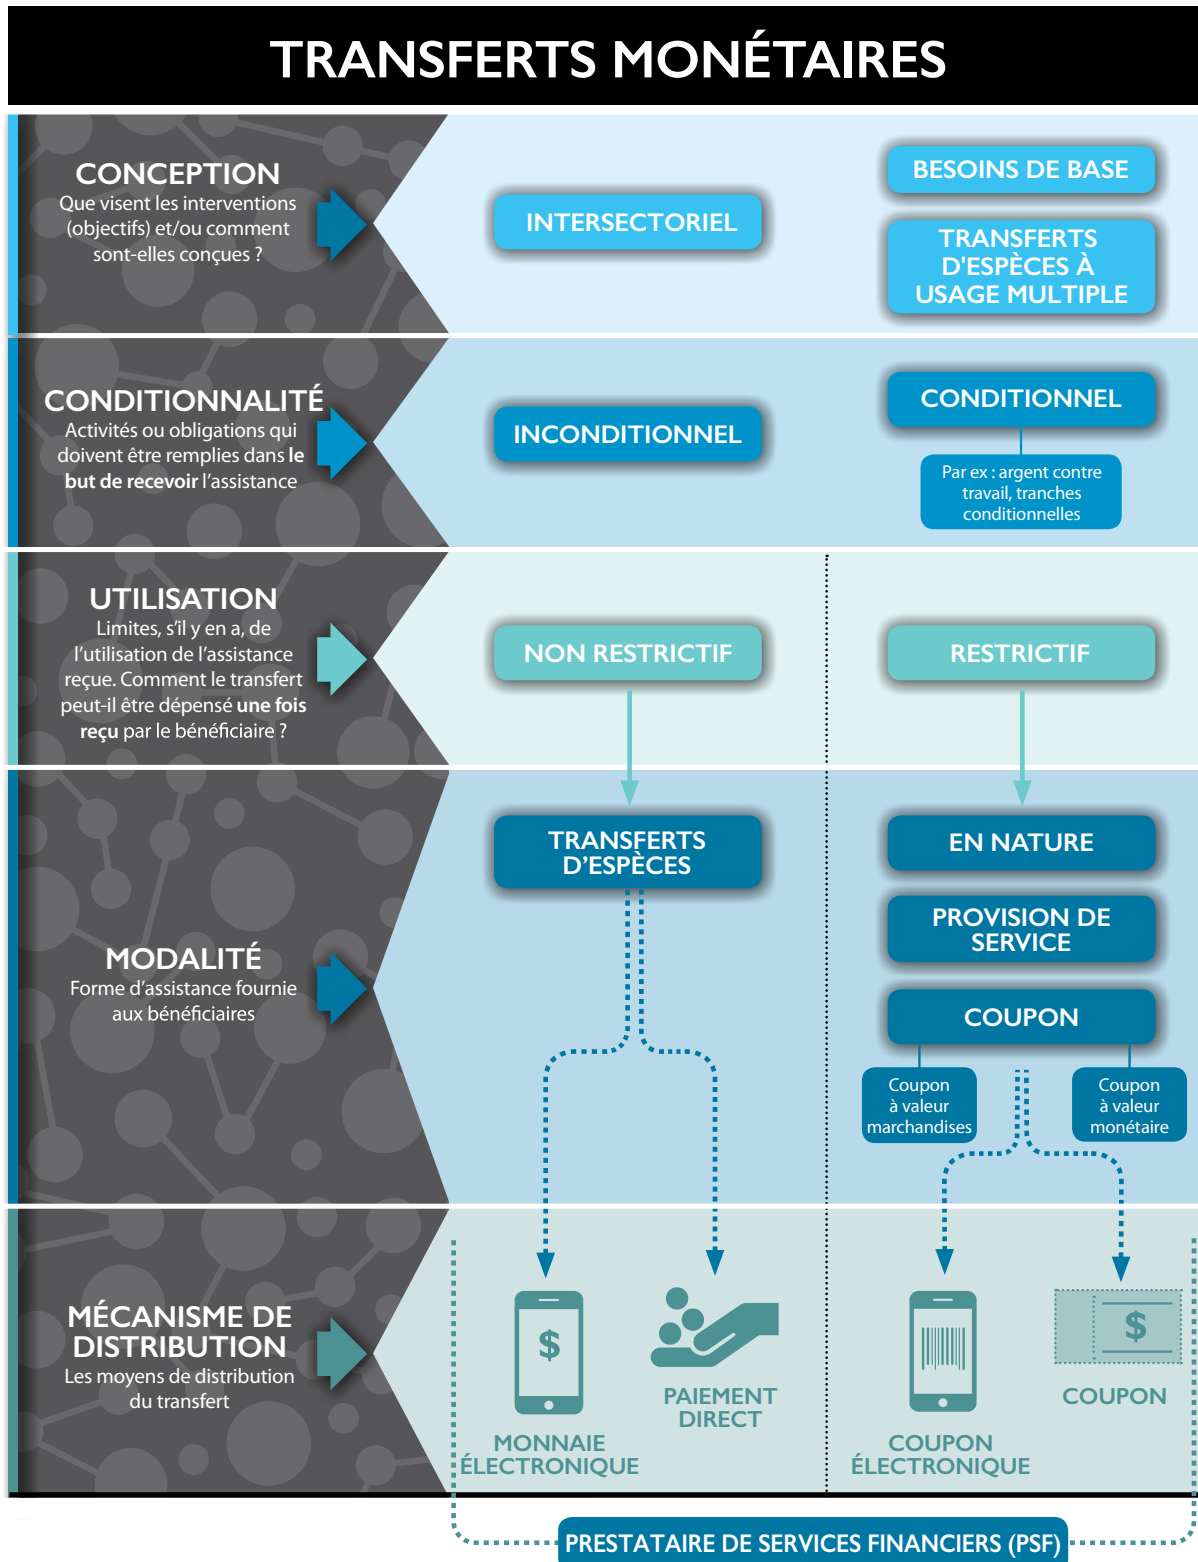 TRANSFERTS MONÉTAIRES
CONCEPTION
Que visent les interventions
(objectifs) et/ou comment
sont-elles conçues ?
INTERSECTORIEL
BESOINS DE BASE
TRANSFERTS
D'ESPÈCES À
USAGE MULTIPLE
CONDITIONNALITÉ
Activités ou obligations qui
doivent être remplies dans le
but de recevoir l’assistance
INCONDITIONNEL
CONDITIONNEL
Par ex : argent contre
travail, tranches
conditionnelles
UTILISATION
Limites, s’il y en a, de
l’utilisation de l’assistance
reçue. Comment le transfert
peut-il être dépensé une fois
reçu par le bénéficiaire ?
NON RESTRICTIF
RESTRICTIF
MODALITÉ
Forme d’assistance fournie
aux bénéficiaires
TRANSFERTS
D’ESPÈCES
EN NATURE
PROVISION DE
SERVICE
COUPON
Coupon
à valeur
marchandises
Coupon
à valeur
monétaire
MÉCANISME DE
DISTRIBUTION
Les moyens de distribution
du transfert
$
MONNAIE
ÉLECTRONIQUE
PAIEMENT
DIRECT
COUPON
ÉLECTRONIQUE
$
COUPON
PRESTATAIRE DE SERVICES FINANCIERS (PSF)